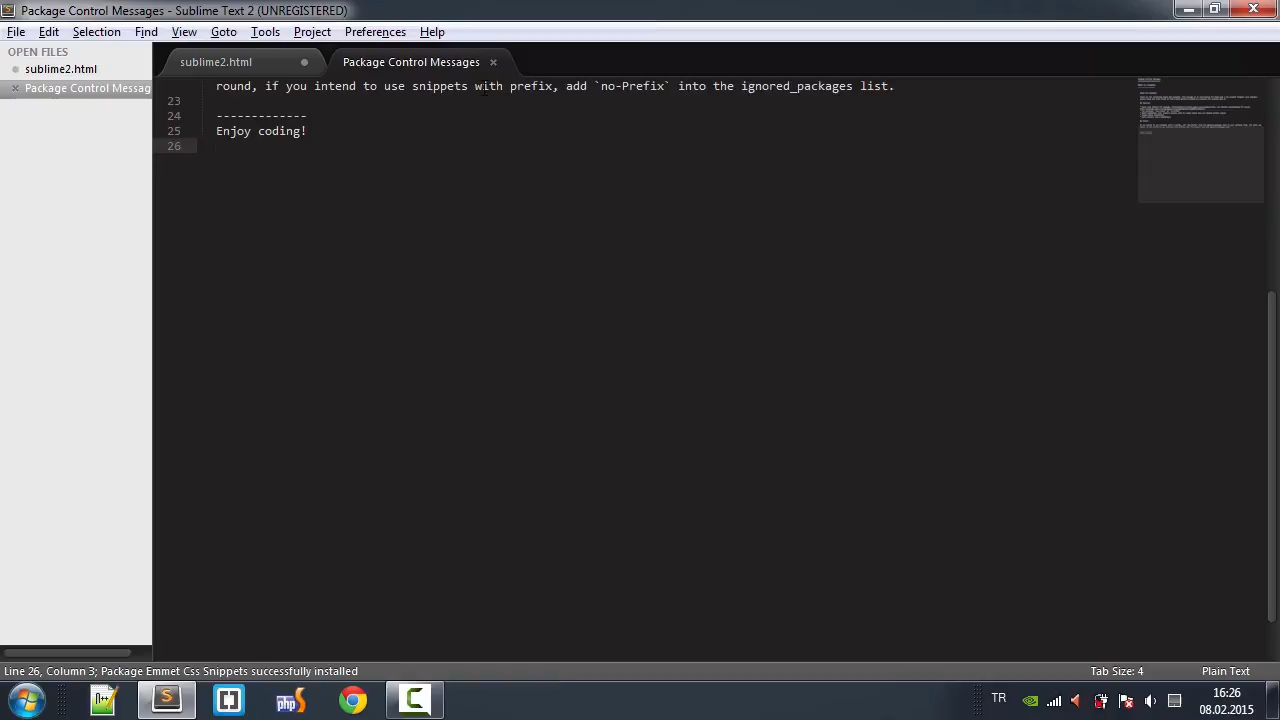 Package Control Messages - Sublime Text 2 (UNREGISTERED)
File Edit Selection Find View Goto Tools Project Preferences Help
OPEN FILES
sublime2.html
Package Control Messag
sublime2.html
Package Control Messages
round, if you intend to use snippets with prefix, add into the ignored_packages list.
23
24 -------------
25 Enjoy coding!
26
Line 26, Column 3; Package Emmet Css Snippets successfully installed
Tab Size: 4
Plain Text
php
TR
16:26
08.02.2015